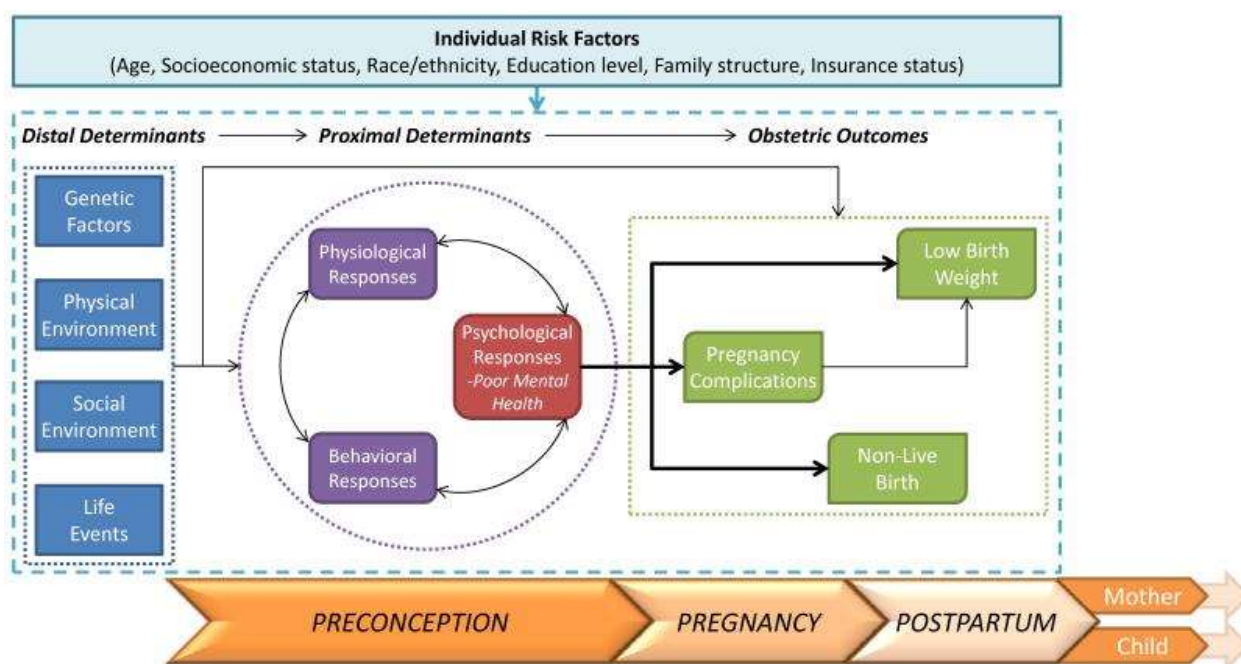 Individual Risk Factors
(Age, Socioeconomic status, Race/ethnicity, Education level, Family structure, Insurance status)
Distal Determinants
Proximal Determinants
Obstetric Outcomes
Genetic
Factors
Physical
Environment
Social
Environment
Life
Events
Physiological
Responses
Psychological
Responses
-Poor Mental
Health
Behavioral
Responses
Low Birth
Weight
Pregnancy
Complications
Non-Live
Birth
PRECONCEPTION
PREGNANCY
POSTPARTUM
Mother
Child